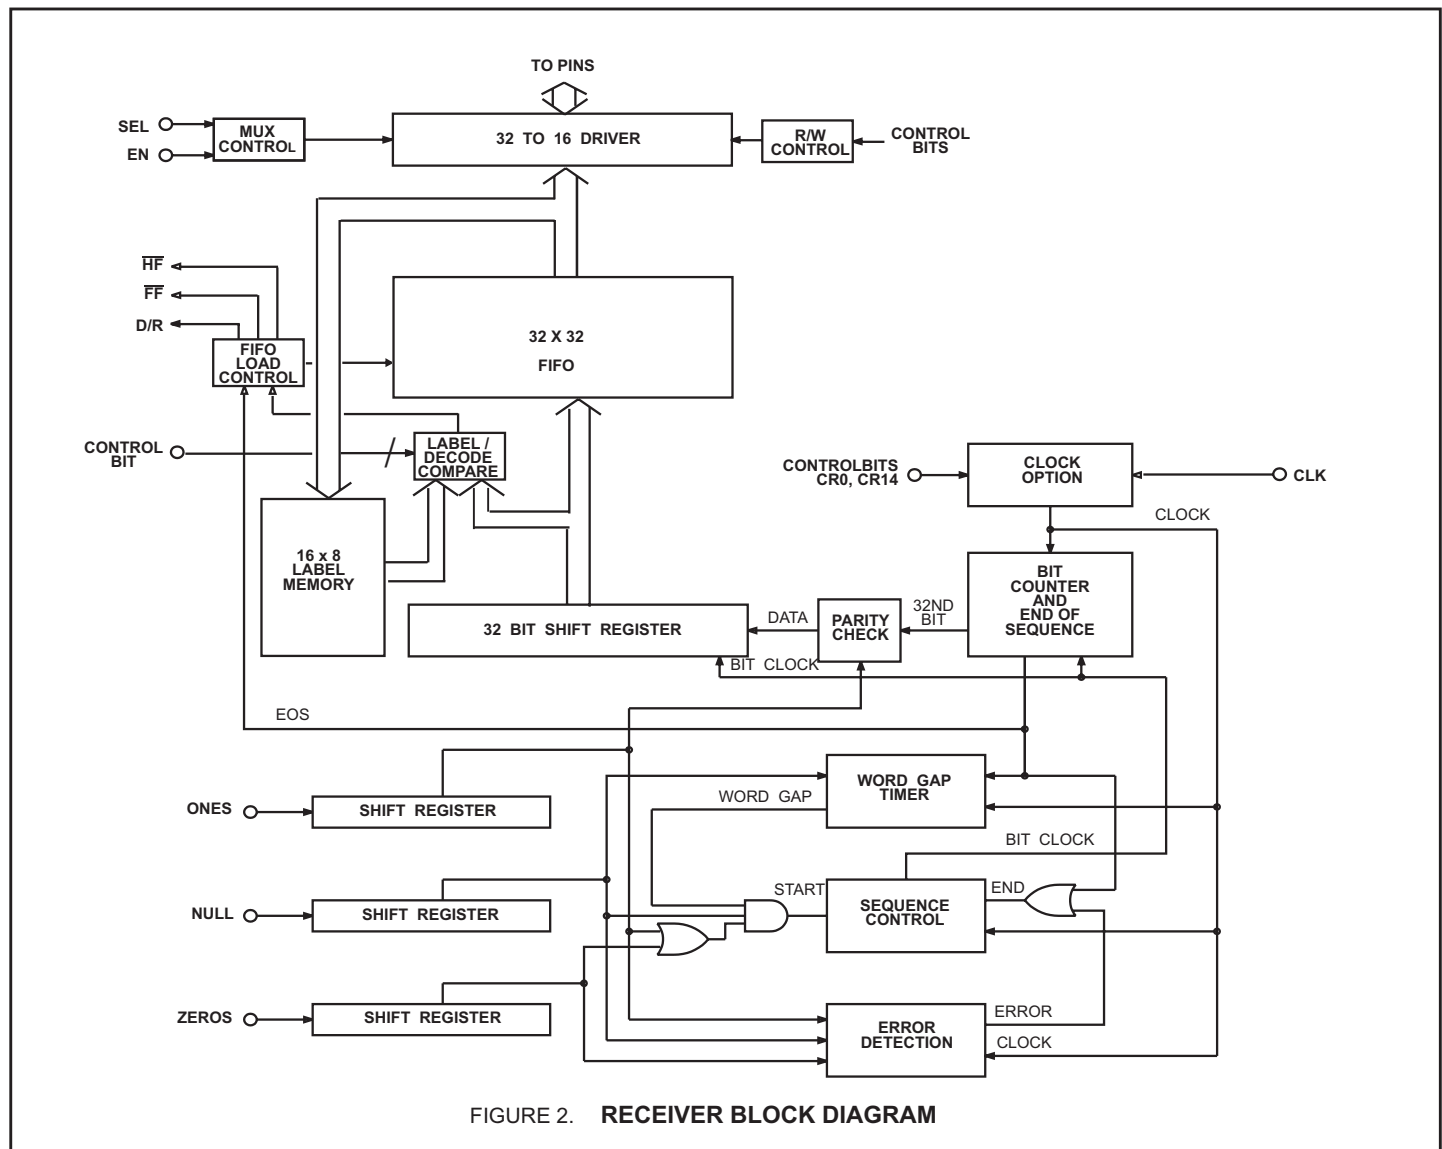 TO PINS
SEL
EN
MUX
CONTROL
32 TO 16 DRIVER
R/W
CONTROL
CONTROL
BITS
HF
FF
D/R
FIFO
LOAD
CONTROL
32 X 32
FIFO
CONTROL
BIT
LABEL /
DECODE
COMPARE
CONTROLBITS
CR0, CR14
CLOCK
OPTION
CLK
CLOCK
16 x 8
LABEL
MEMORY
BIT
COUNTER
AND
END OF
SEQUENCE
32 BIT SHIFT REGISTER
DATA
PARITY
CHECK
32ND
BIT
BIT CLOCK
EOS
WORD GAP
TIMER
WORD GAP
ONES
SHIFT REGISTER
BIT CLOCK
START
SEQUENCE
CONTROL
END
NULL
SHIFT REGISTER
ZEROS
SHIFT REGISTER
ERROR
DETECTION
ERROR
CLOCK
FIGURE 2. RECEIVER BLOCK DIAGRAM